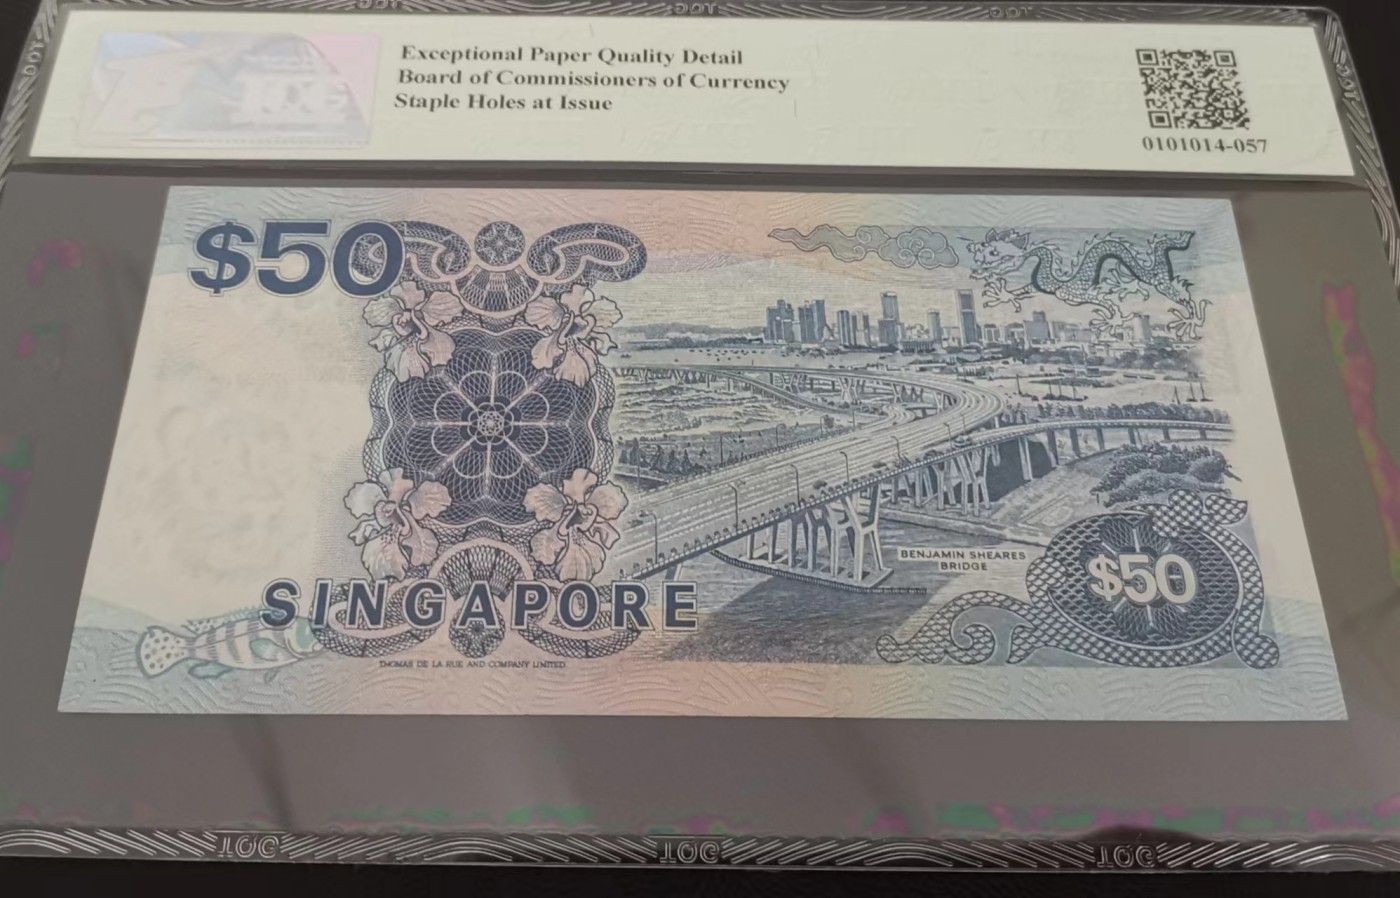 Exceptional Paper Quality Detail
Board of Commissioners of Currency
Staple Holes at Issue
0101014-057
$50
BENJAMIN SHEARES
BRIDGE
$50
SINGAPORE
THOMAS DE LA RUE AND COMPANY LIMITED